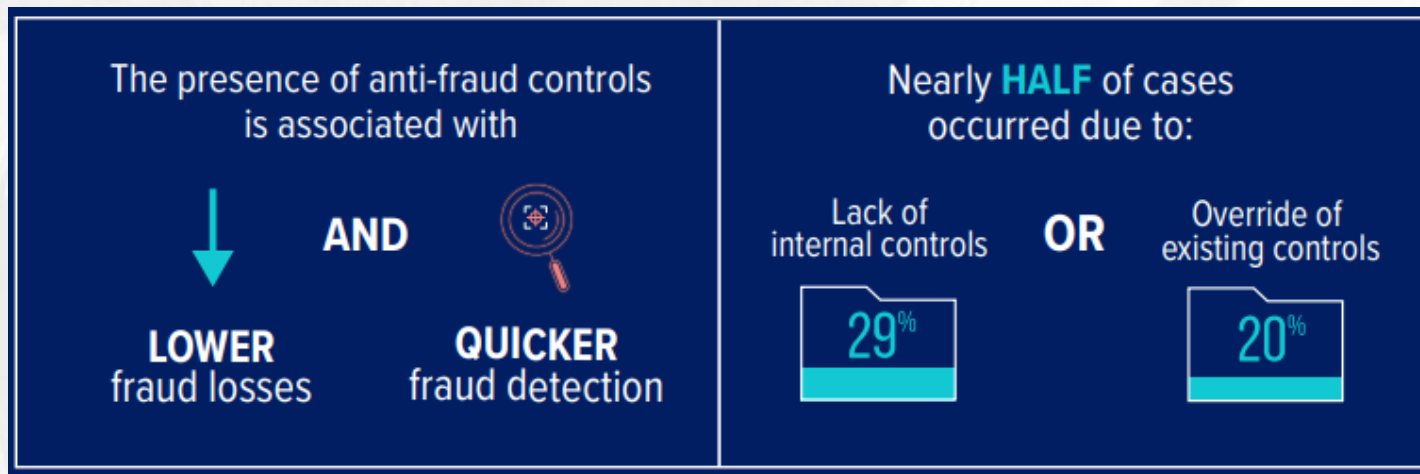 The presence of anti-fraud controls
is associated with
AND
LOWER
fraud losses
QUICKER
fraud detection
Nearly HALF of cases
occurred due to:
Lack of
internal controls
29%
OR
Override of
existing controls
20%